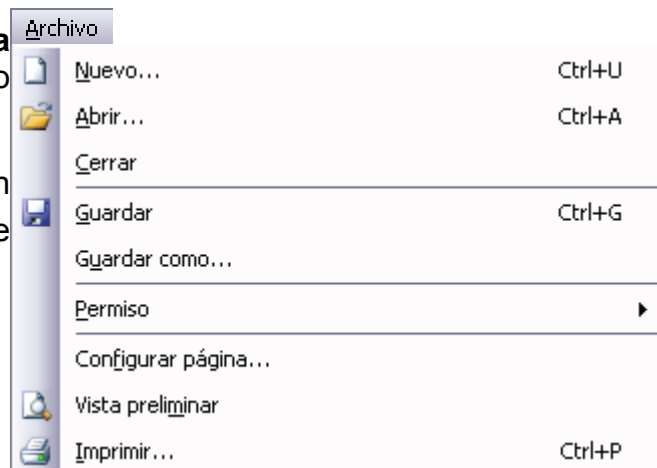 Archivo
a
o
Nuevo... Ctrl+U
Abrir... Ctrl+A
Cerrar
n
Guardar Ctrl+G
e
Guardar como...
Permiso
Configurar página...
Vista preliminar
Imprimir... Ctrl+P